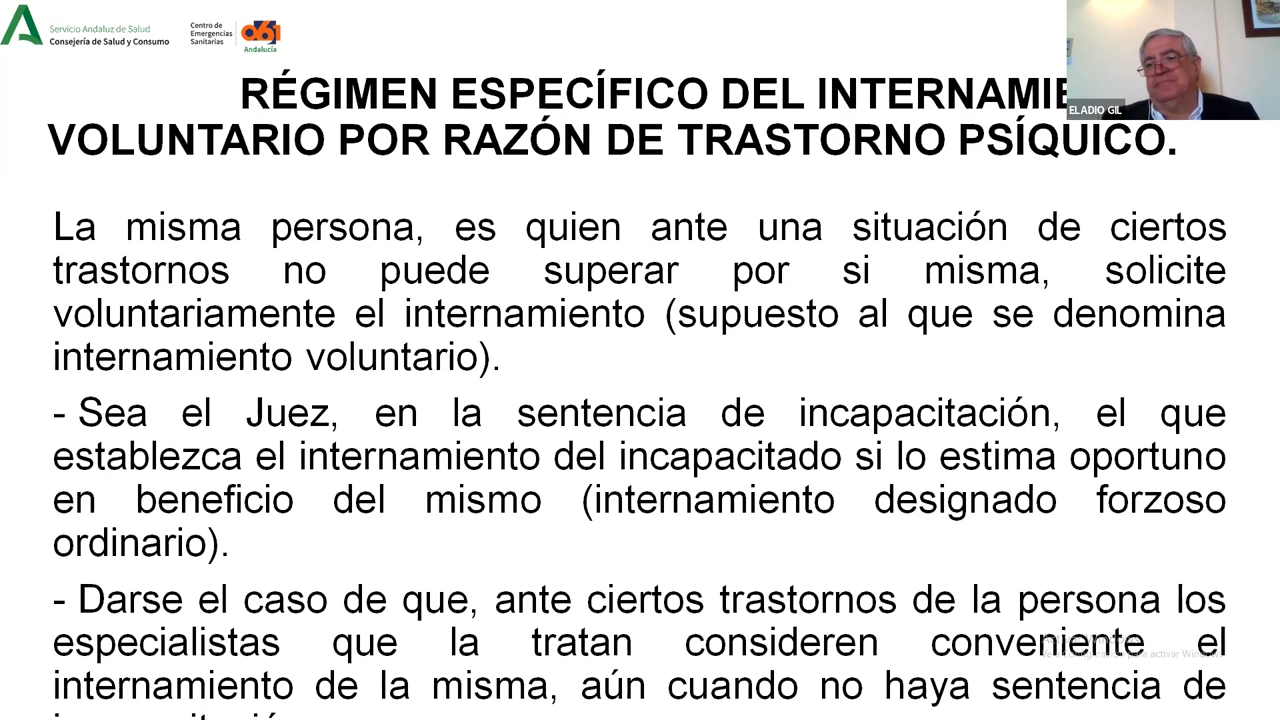 Servicio Andaluz de Salud
Consejería de Salud y Consumo
Centro de
Emergencias
Sanitarias
061
Andalucía
ELADIO GIL
RÉGIMEN ESPECÍFICO DEL INTERNAMIE
VOLUNTARIO POR RAZÓN DE TRASTORNO PSÍQUICO.
La misma persona, es quien ante una situación de ciertos
trastornos no puede superar por si misma, solicite
voluntariamente el internamiento (supuesto al que se denomina
internamiento voluntario).
- Sea el Juez, en la sentencia de incapacitación, el que
establezca el internamiento del incapacitado si lo estima oportuno
en beneficio del mismo (internamiento designado forzoso
ordinario).
- Darse el caso de que, ante ciertos trastornos de la persona los
especialistas que la tratan consideren conveniente el
internamiento de la misma, aún cuando no haya sentencia de
para activar